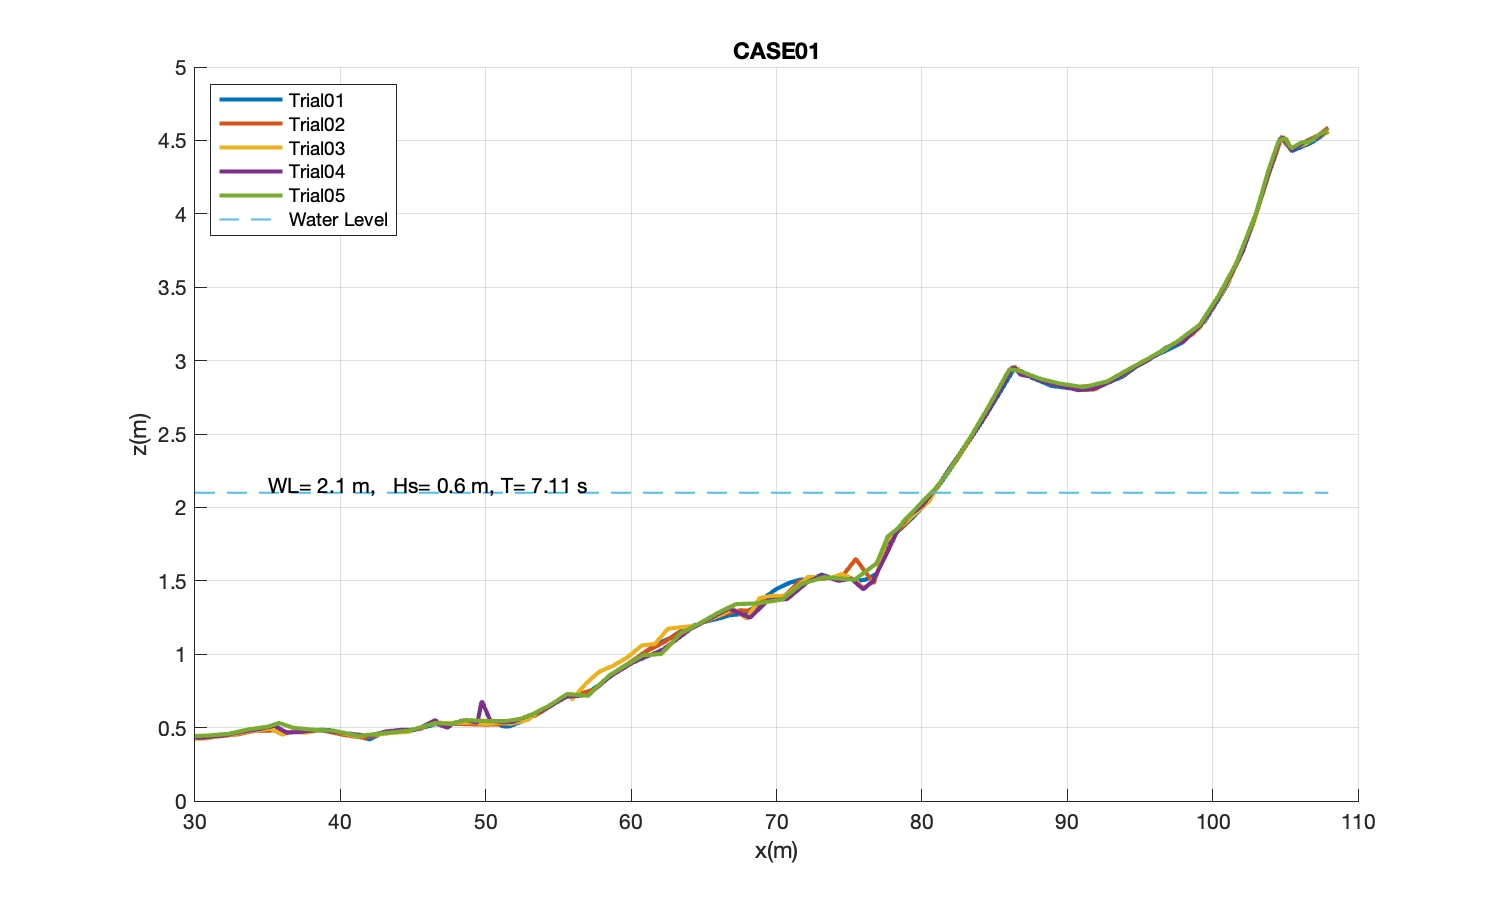 CASE01
5
4.5
4
3.5
3
2.5
2
1.5
1
0.5
0
z(m)
Trial01
Trial02
Trial03
Trial04
Trial05
Water Level
WL= 2.1 m,   Hs= 0.6 m, T= 7.11 s
30 40 50 60 70 80 90 100 110
x(m)